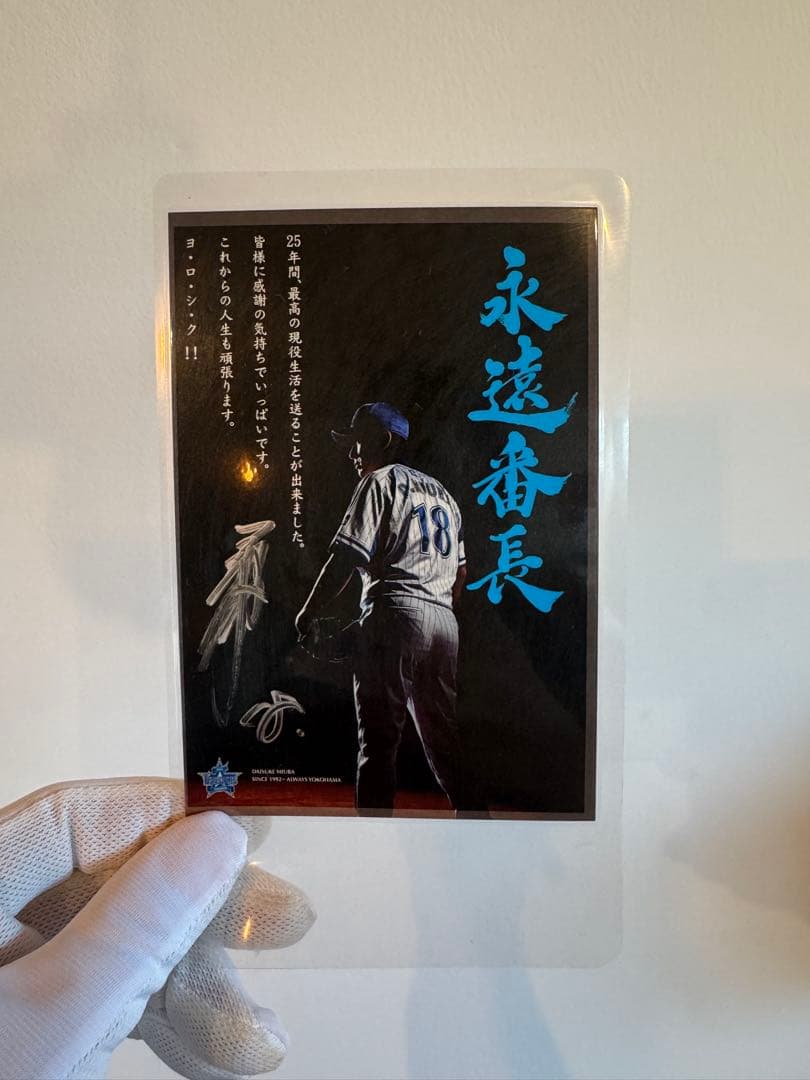 永遠番長
25年間、最高の現役生活を送ることが出来ました。
皆様に感謝の気持ちでいっぱいです。
これからの人生も頑張ります。
ヨ・ロ・シ・ク!!
18
DAISUKE MIURA
SINCE 1992~ALWAYS YOKOHAMA